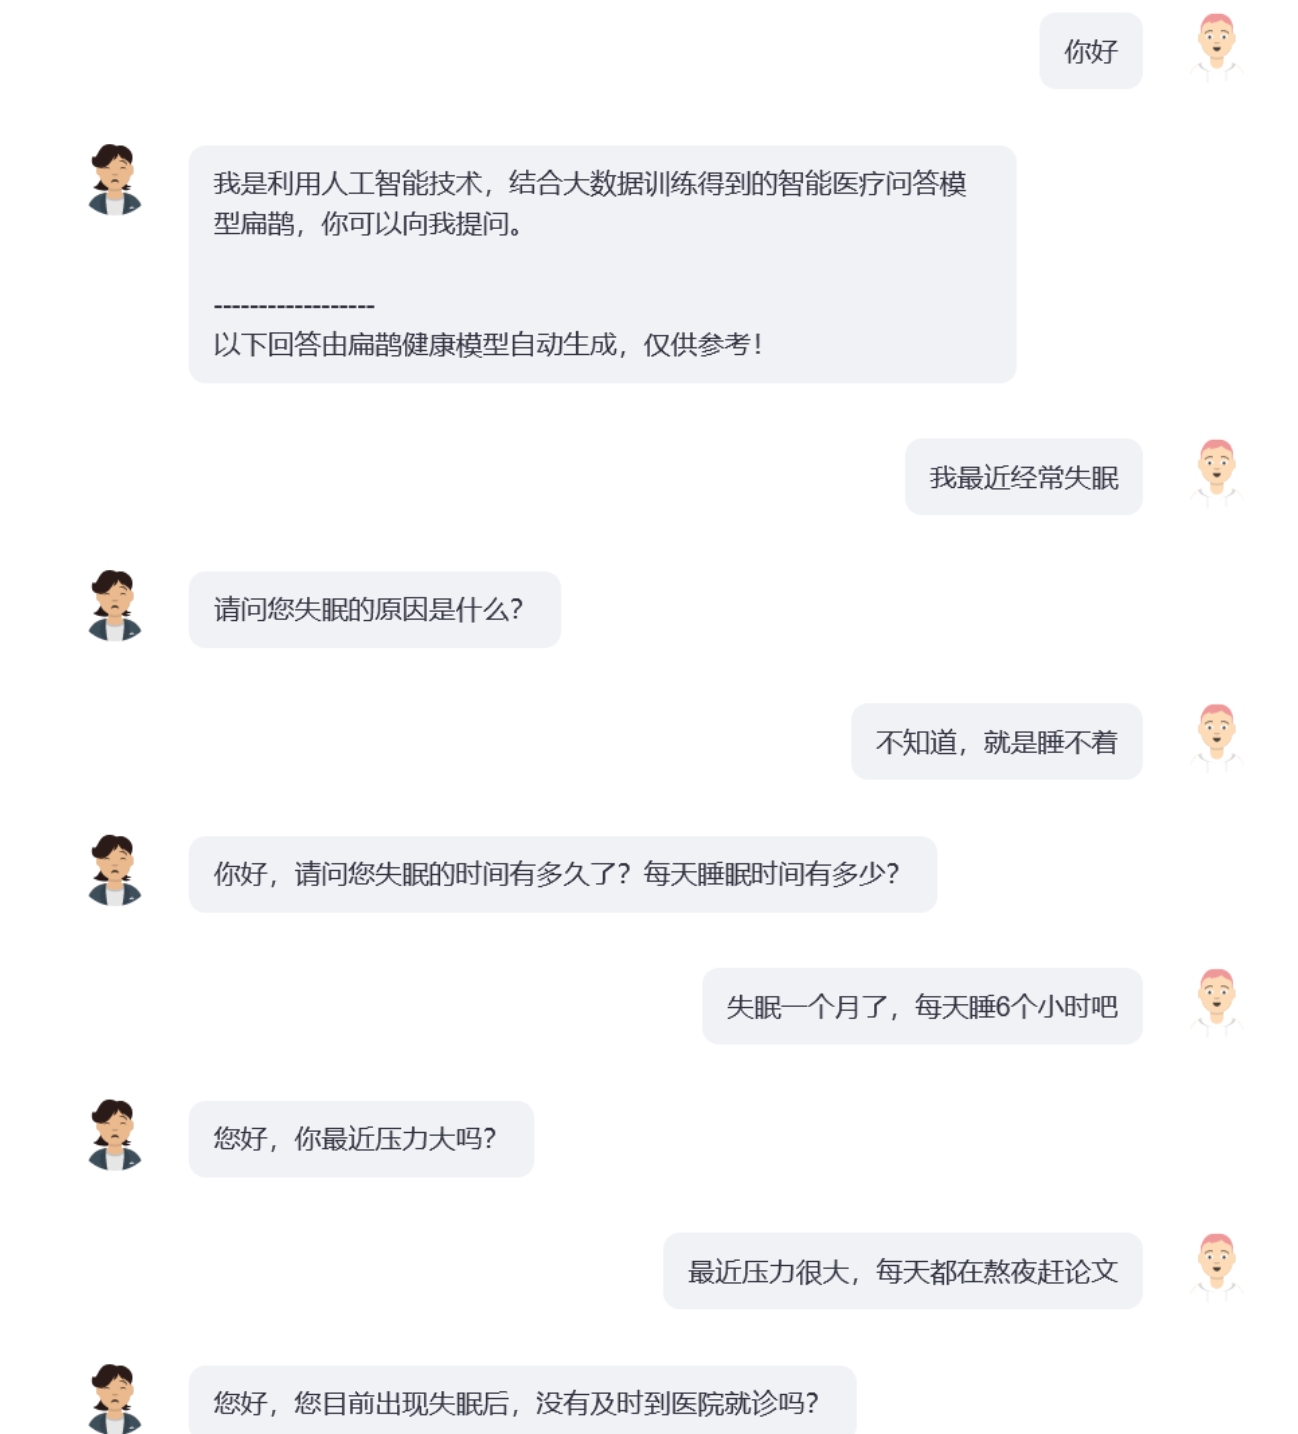 你好
我是利用人工智能技术，结合大数据训练得到的智能医疗问答模
型扁鹊，你可以向我提问。
------------------
以下回答由扁鹊健康模型自动生成，仅供参考！
我最近经常失眠
请问您失眠的原因是什么？
不知道，就是睡不着
你好，请问您失眠的时间有多久了？每天睡眠时间有多少？
失眠一个月了，每天睡6个小时吧
您好，你最近压力大吗？
最近压力很大，每天都在熬夜赶论文
您好，您目前出现失眠后，没有及时到医院就诊吗？